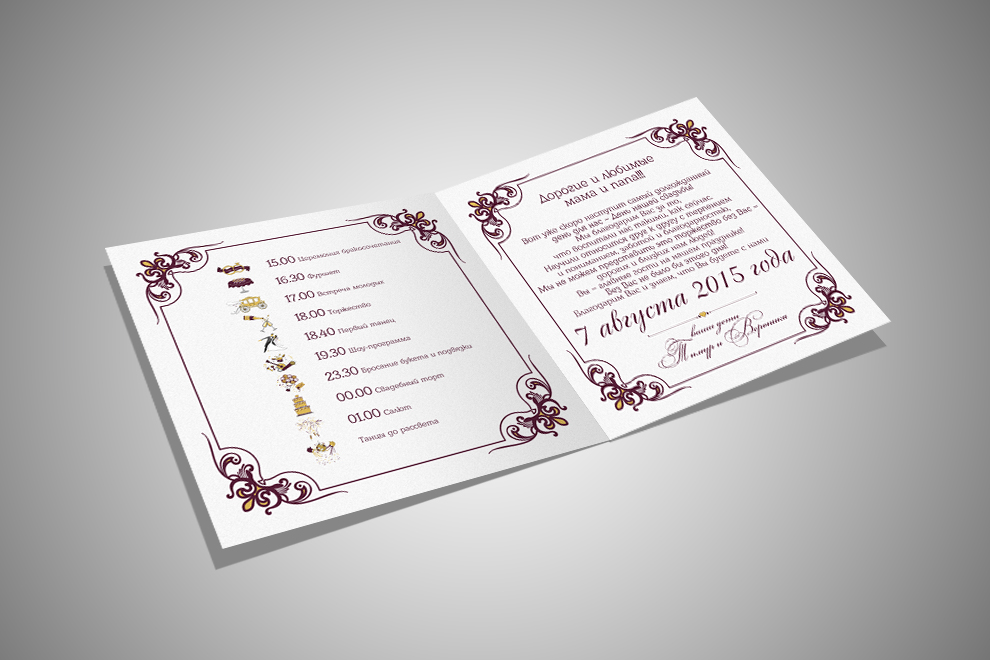 15.00 Церемония бракосочетания
16.30 Фуршет
17.00 Встреча молодых
18.00 Торжество
18.40 Первый танец
19.30 Шоу-программа
23.30 Бросание букета и подвязки
00.00 Свадебный торт
01.00 Салют
Танцы до рассвета
Дорогие и любимые
мама и папа!!!
Вот уже скоро наступит самый долгожданный
день для нас – День нашей свадьбы!
Мы благодарим Вас за то,
что воспитали нас такими, как сейчас.
Научили относиться друг к другу с терпением
и пониманием, заботой и благодарностью.
Мы не можем представить это торжество без Вас –
дорогих и близких нам людей!
Вы – главные гости на нашем празднике!
Без Вас не было бы этого дня!
Благодарим Вас и знаем, что Вы будете с нами
7 августа 2015 года
ваши дети
Тимур и Вероника